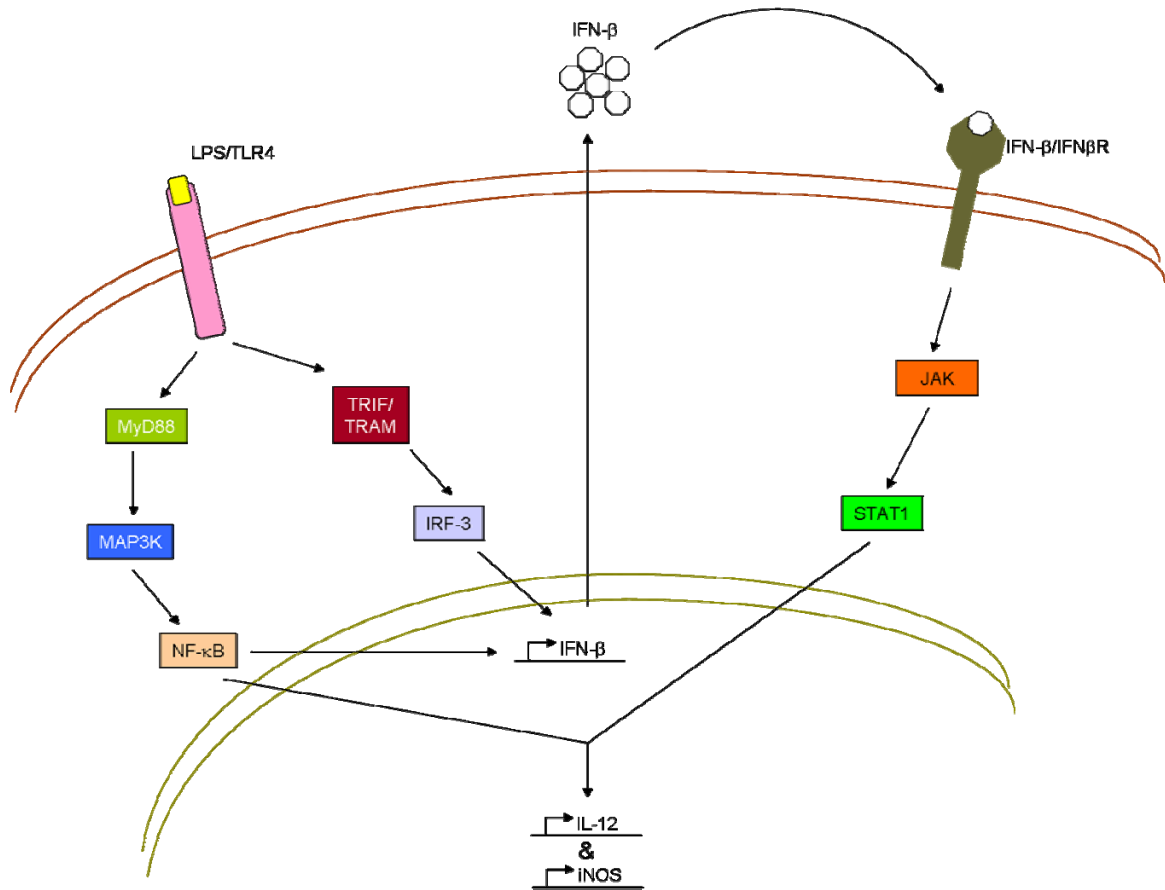 IFN-β
LPS/TLR4
IFN-β/IFNβR
JAK
TRIF/
TRAM
MyD88
IRF-3
STAT1
MAP3K
NF-κB
IFN-β
IL-12
&
iNOS